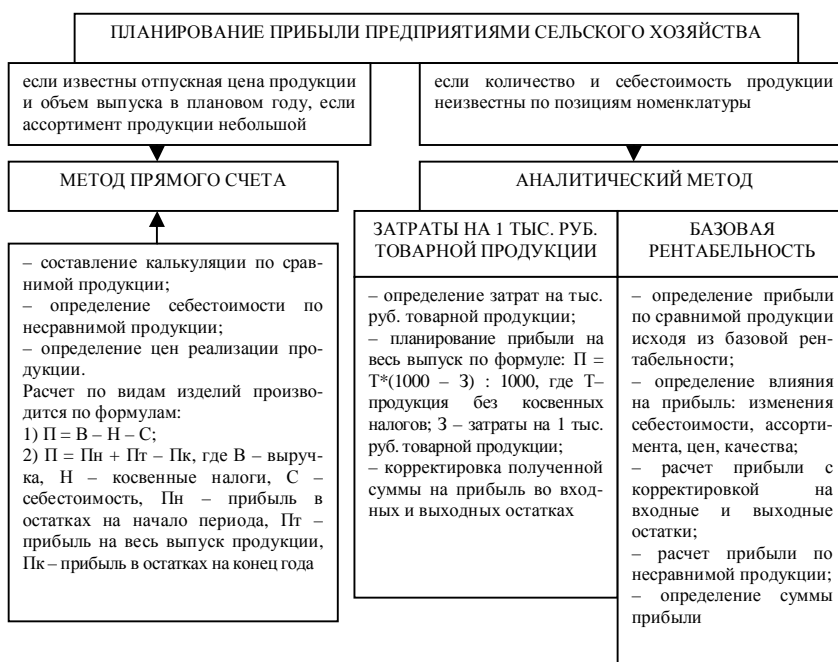 ПЛАНИРОВАНИЕ ПРИБЫЛИ ПРЕДПРИЯТИЯМИ СЕЛЬСКОГО ХОЗЯЙСТВА
если известны отпускная цена продукции
и объем выпуска в плановом году, если
ассортимент продукции небольшой
если количество и себестоимость продукции
неизвестны по позициям номенклатуры
МЕТОД ПРЯМОГО СЧЕТА
АНАЛИТИЧЕСКИЙ МЕТОД
– составление калькуляции по срав-
нимой продукции;
– определение себестоимости по
несравнимой продукции;
– определение цен реализации про-
дукции.
Расчет по видам изделий произво-
дится по формулам:
1) П = В – Н – С;
2) П = Пн + Пт – Пк, где В – выруч-
ка, Н – косвенные налоги, С –
себестоимость, Пн – прибыль в
остатках на начало периода, Пт –
прибыль на весь выпуск продукции,
Пк – прибыль в остатках на конец года
ЗАТРАТЫ НА 1 ТЫС. РУБ.
ТОВАРНОЙ ПРОДУКЦИИ
– определение затрат на тыс.
руб. товарной продукции;
– планирование прибыли на
весь выпуск по формуле: П =
Т*(1000 – З) : 1000, где Т–
продукция без косвенных
налогов; З – затраты на 1 тыс.
руб. товарной продукции;
– корректировка полученной
суммы на прибыль во вход-
ных и выходных остатках
БАЗОВАЯ
РЕНТАБЕЛЬНОСТЬ
– определение прибыли
по сравнимой продукции
исходя из базовой рен-
табельности;
– определение влияния
на прибыль: изменения
себестоимости, ассорти-
мента, цен, качества;
– расчет прибыли с
корректировкой на
входные и выходные
остатки;
– расчет прибыли по
несравнимой продукции;
– определение суммы
прибыли